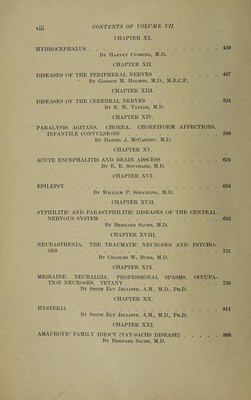 viii CONTENTS OF VOLUME VII
CHAPTER XI.
HYDROCEPHALUS . . . . . . . . . . 450
By Harvey Cushing, M.D.
CHAPTER XII.
DISEASES OF THE PERIPHERAL NERVES . . . . . 467
By Gordon M. Holmes, M.D., M.R.C.P.
CHAPTER XIII.
DISEASES OF THE CEREBRAL NERVES . . . . . 524
By E. W. Taylor, M.D.
CHAPTER XIV.
PARALYSIS AGITANS, CHOREA, CHOREIFORM AFFECTIONS,
INFANTILE CONVULSIONS . . . . . 588
By Daniel J. McCarthy, M.D.
CHAPTER XV.
ACUTE ENCEPHALITIS AND BRAIN ABSCESS . . . . . 624
By E. E. Southard, M.D.
CHAPTER XVI.
EPILEPSY . . . . . 654
By William P. Spratling, M.D.
CHAPTER XVII.
SYPHILITIC AND PARASYPHILITIC DISEASES OF THE CENTRAL
NERVOUS SYSTEM . . . . . 682
By Bernard Sachs, M.D.
CHAPTER XVIII.
NEURASTHENIA, THE TRAUMATIC NEUROSES AND PSYCHO-
SES . . . . . 721
By Charles W. Burr, M.D.
CHAPTER XIX.
MIGRAINE, NEURALGIA, PROFESSIONAL SPASMS, OCCUPA-
TION NEUROSES, TETANY . . . . . 750
By Smith Ely Jelliffe, A.M., M.D., Ph.D.
CHAPTER XX.
HYSTERIA . . . . . 811
By Smith Ely Jelliffe, A.M., M.D., Ph.D.
CHAPTER XXI.
AMAUROTIC FAMILY IDIOCY (TAY-SACHS DISEASE) . . . . . 868
By Bernard Sachs, M.D.